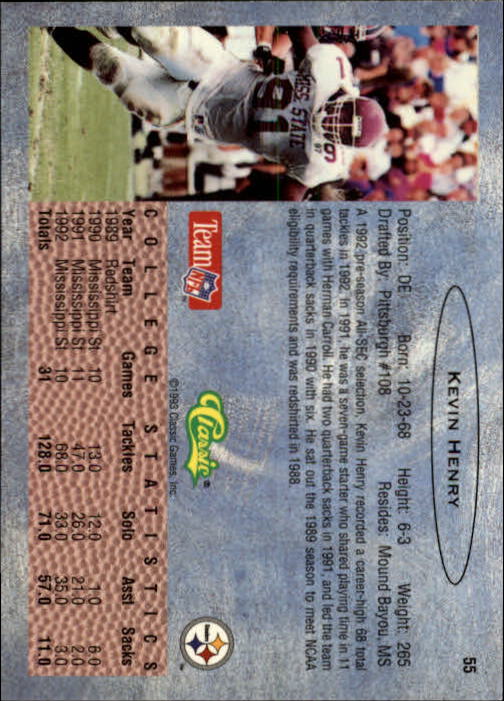 55
KEVIN HENRY
Position: DE Born: 10-23-68 Height: 6-3 Weight: 265
Drafted By: Pittsburgh #108 Resides: Mound Bayou, MS
A 1992 pre-season All-SEC selection, Kevin Henry recorded a career-high 68 total
tackles in 1992. In 1991, he was a seven-game starter who shared playing time in 11
games with Herman Carroll. He had two quarterback sacks in 1991, and led the team
in quarterback sacks in 1990 with six. He sat out the 1989 season to meet NCAA
eligibility requirements and was redshirted in 1988.
MISS STATE
91
Team NFL
Classic®
©1993 Classic Games, Inc.
Steelers
COLLEGE STATISTICS
Year Team Games Tackles Solo Asst Sacks
1989 Redshirt
1990 Mississippi St 10 13.0 12.0 1.0 6.0
1991 Mississippi St 11 47.0 26.0 21.0 2.0
1992 Mississippi St 10 68.0 33.0 35.0 3.0
Totals 31 128.0 71.0 57.0 11.0